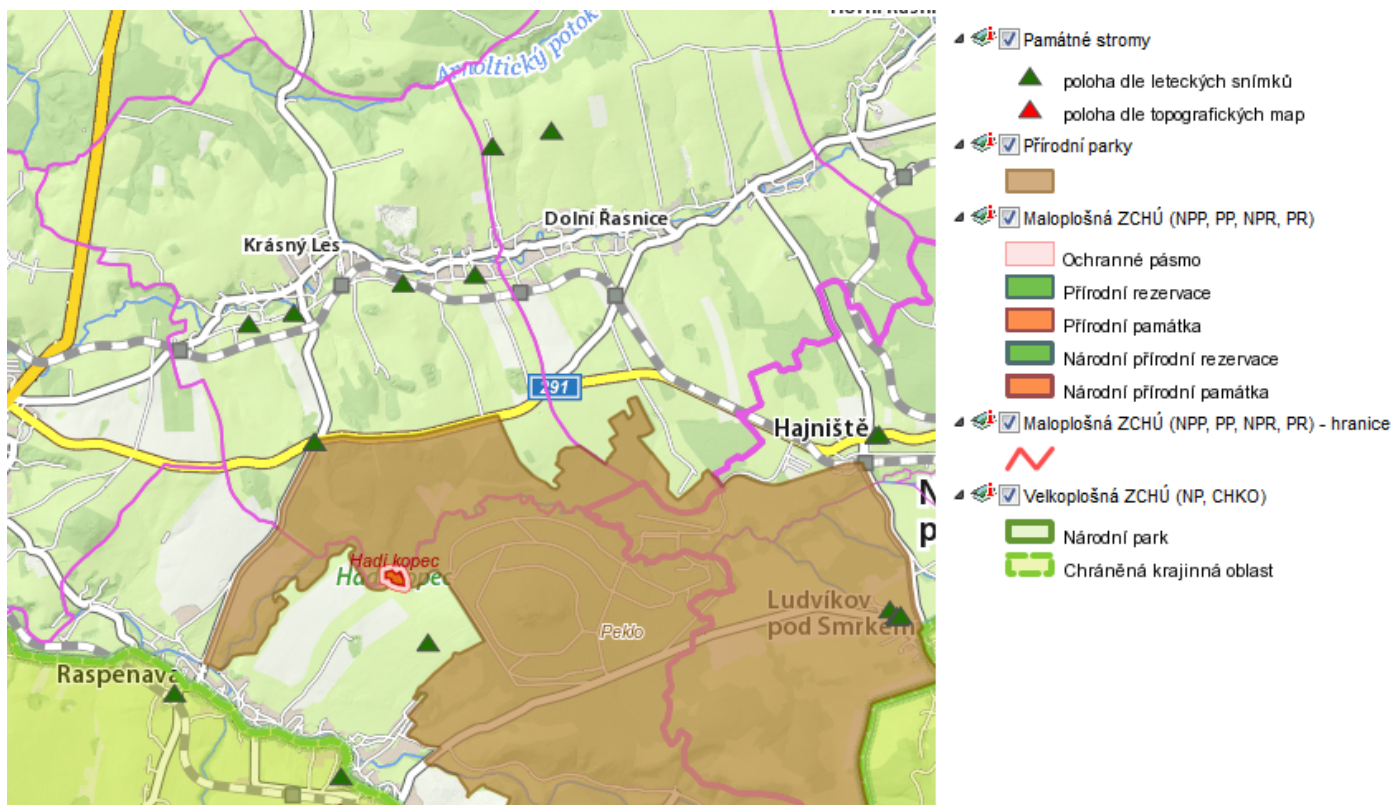 Arnoltický potok
Dolní Řasnice
Krásný Les
291
Hajniště
Hadí kopec
Ludvíkov
pod Smrkem
Peklo
Raspenava
N
p
Památné stromy
poloha dle leteckých snímků
poloha dle topografických map
Přírodní parky
Maloplošná ZCHÚ (NPP, PP, NPR, PR)
Ochranné pásmo
Přírodní rezervace
Přírodní památka
Národní přírodní rezervace
Národní přírodní památka
Maloplošná ZCHÚ (NPP, PP, NPR, PR) - hranice
Velkoplošná ZCHÚ (NP, CHKO)
Národní park
Chráněná krajinná oblast